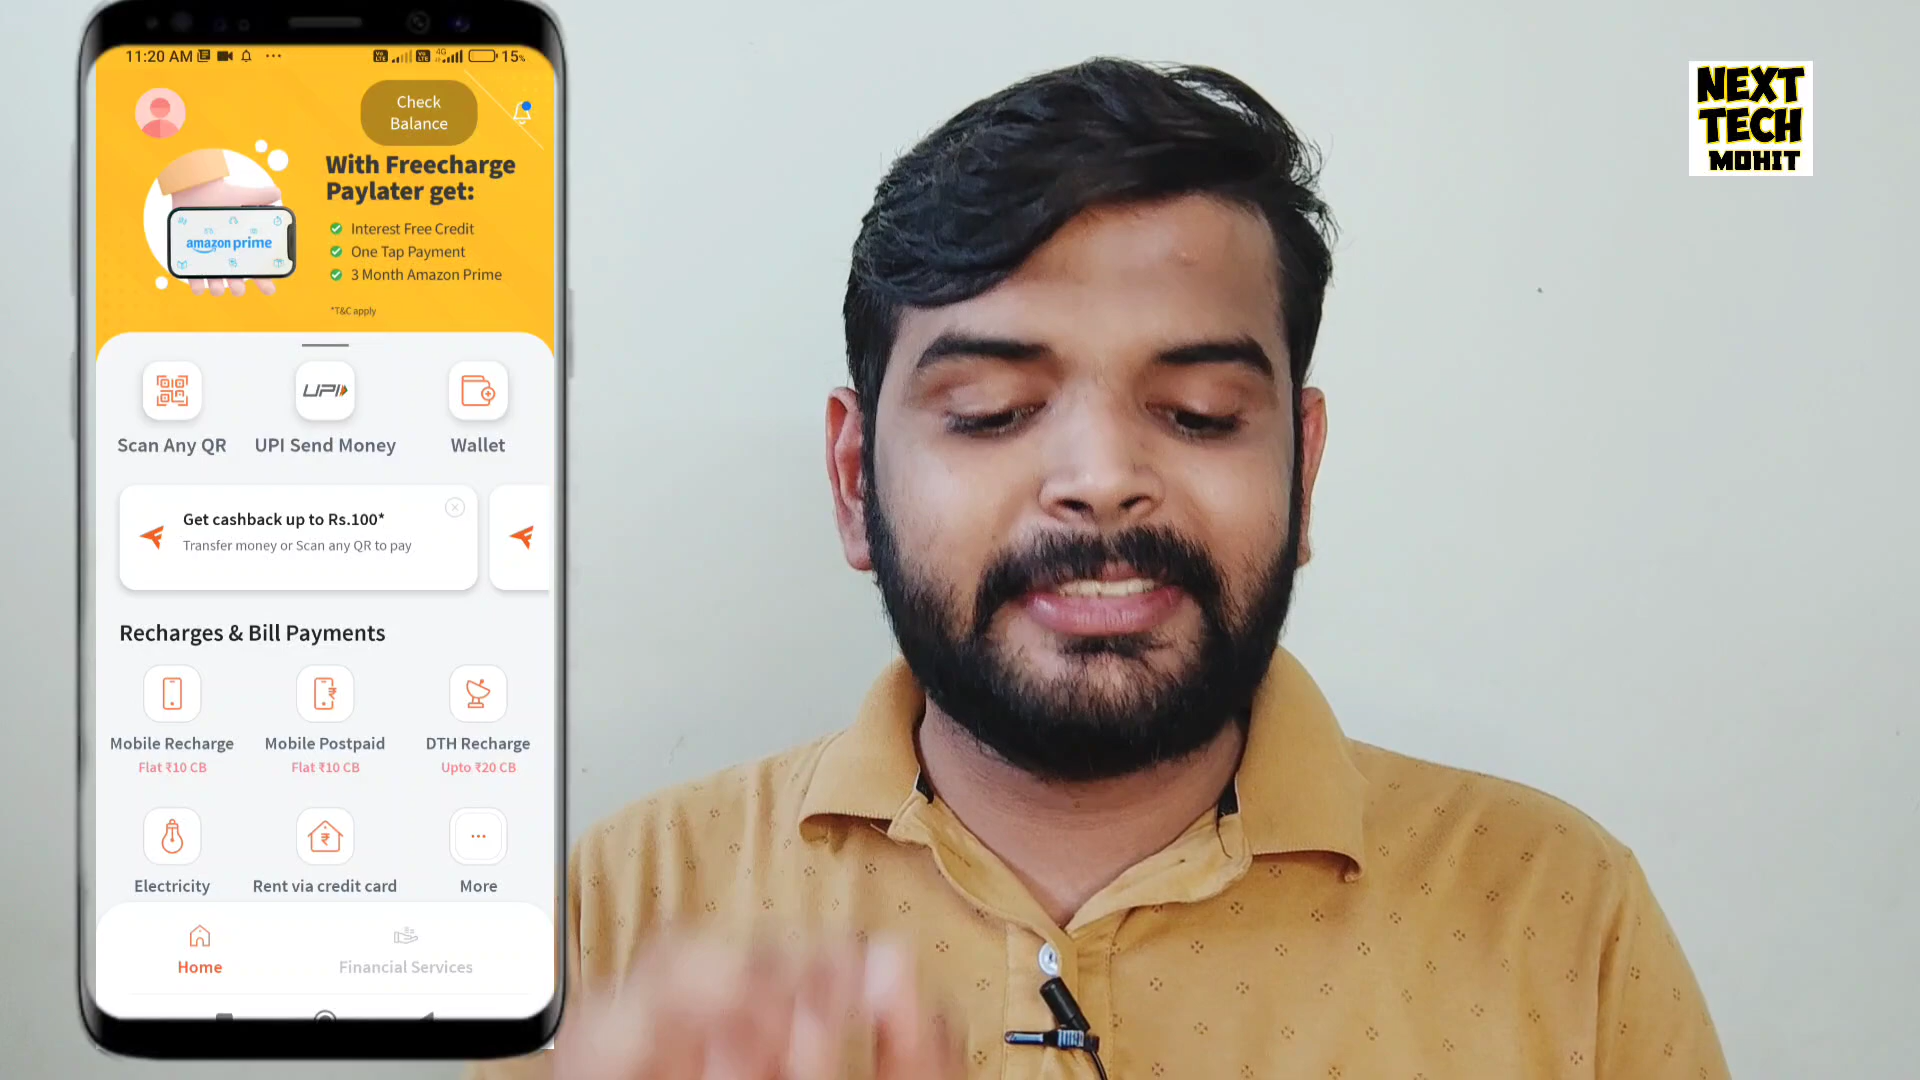 11:20 AM
4G
15%
Check
Balance
With Freecharge
Paylater get:
Interest Free Credit
One Tap Payment
3 Month Amazon Prime
*T&C apply
amazon prime
Scan Any QR
UPI
UPI Send Money
Wallet
Get cashback up to Rs.100*
Transfer money or Scan any QR to pay
Recharges & Bill Payments
Mobile Recharge
Flat ₹10 CB
Mobile Postpaid
Flat ₹10 CB
DTH Recharge
Upto ₹20 CB
Electricity
Rent via credit card
More
Home
Financial Services
NEXT
TECH
MOHIT